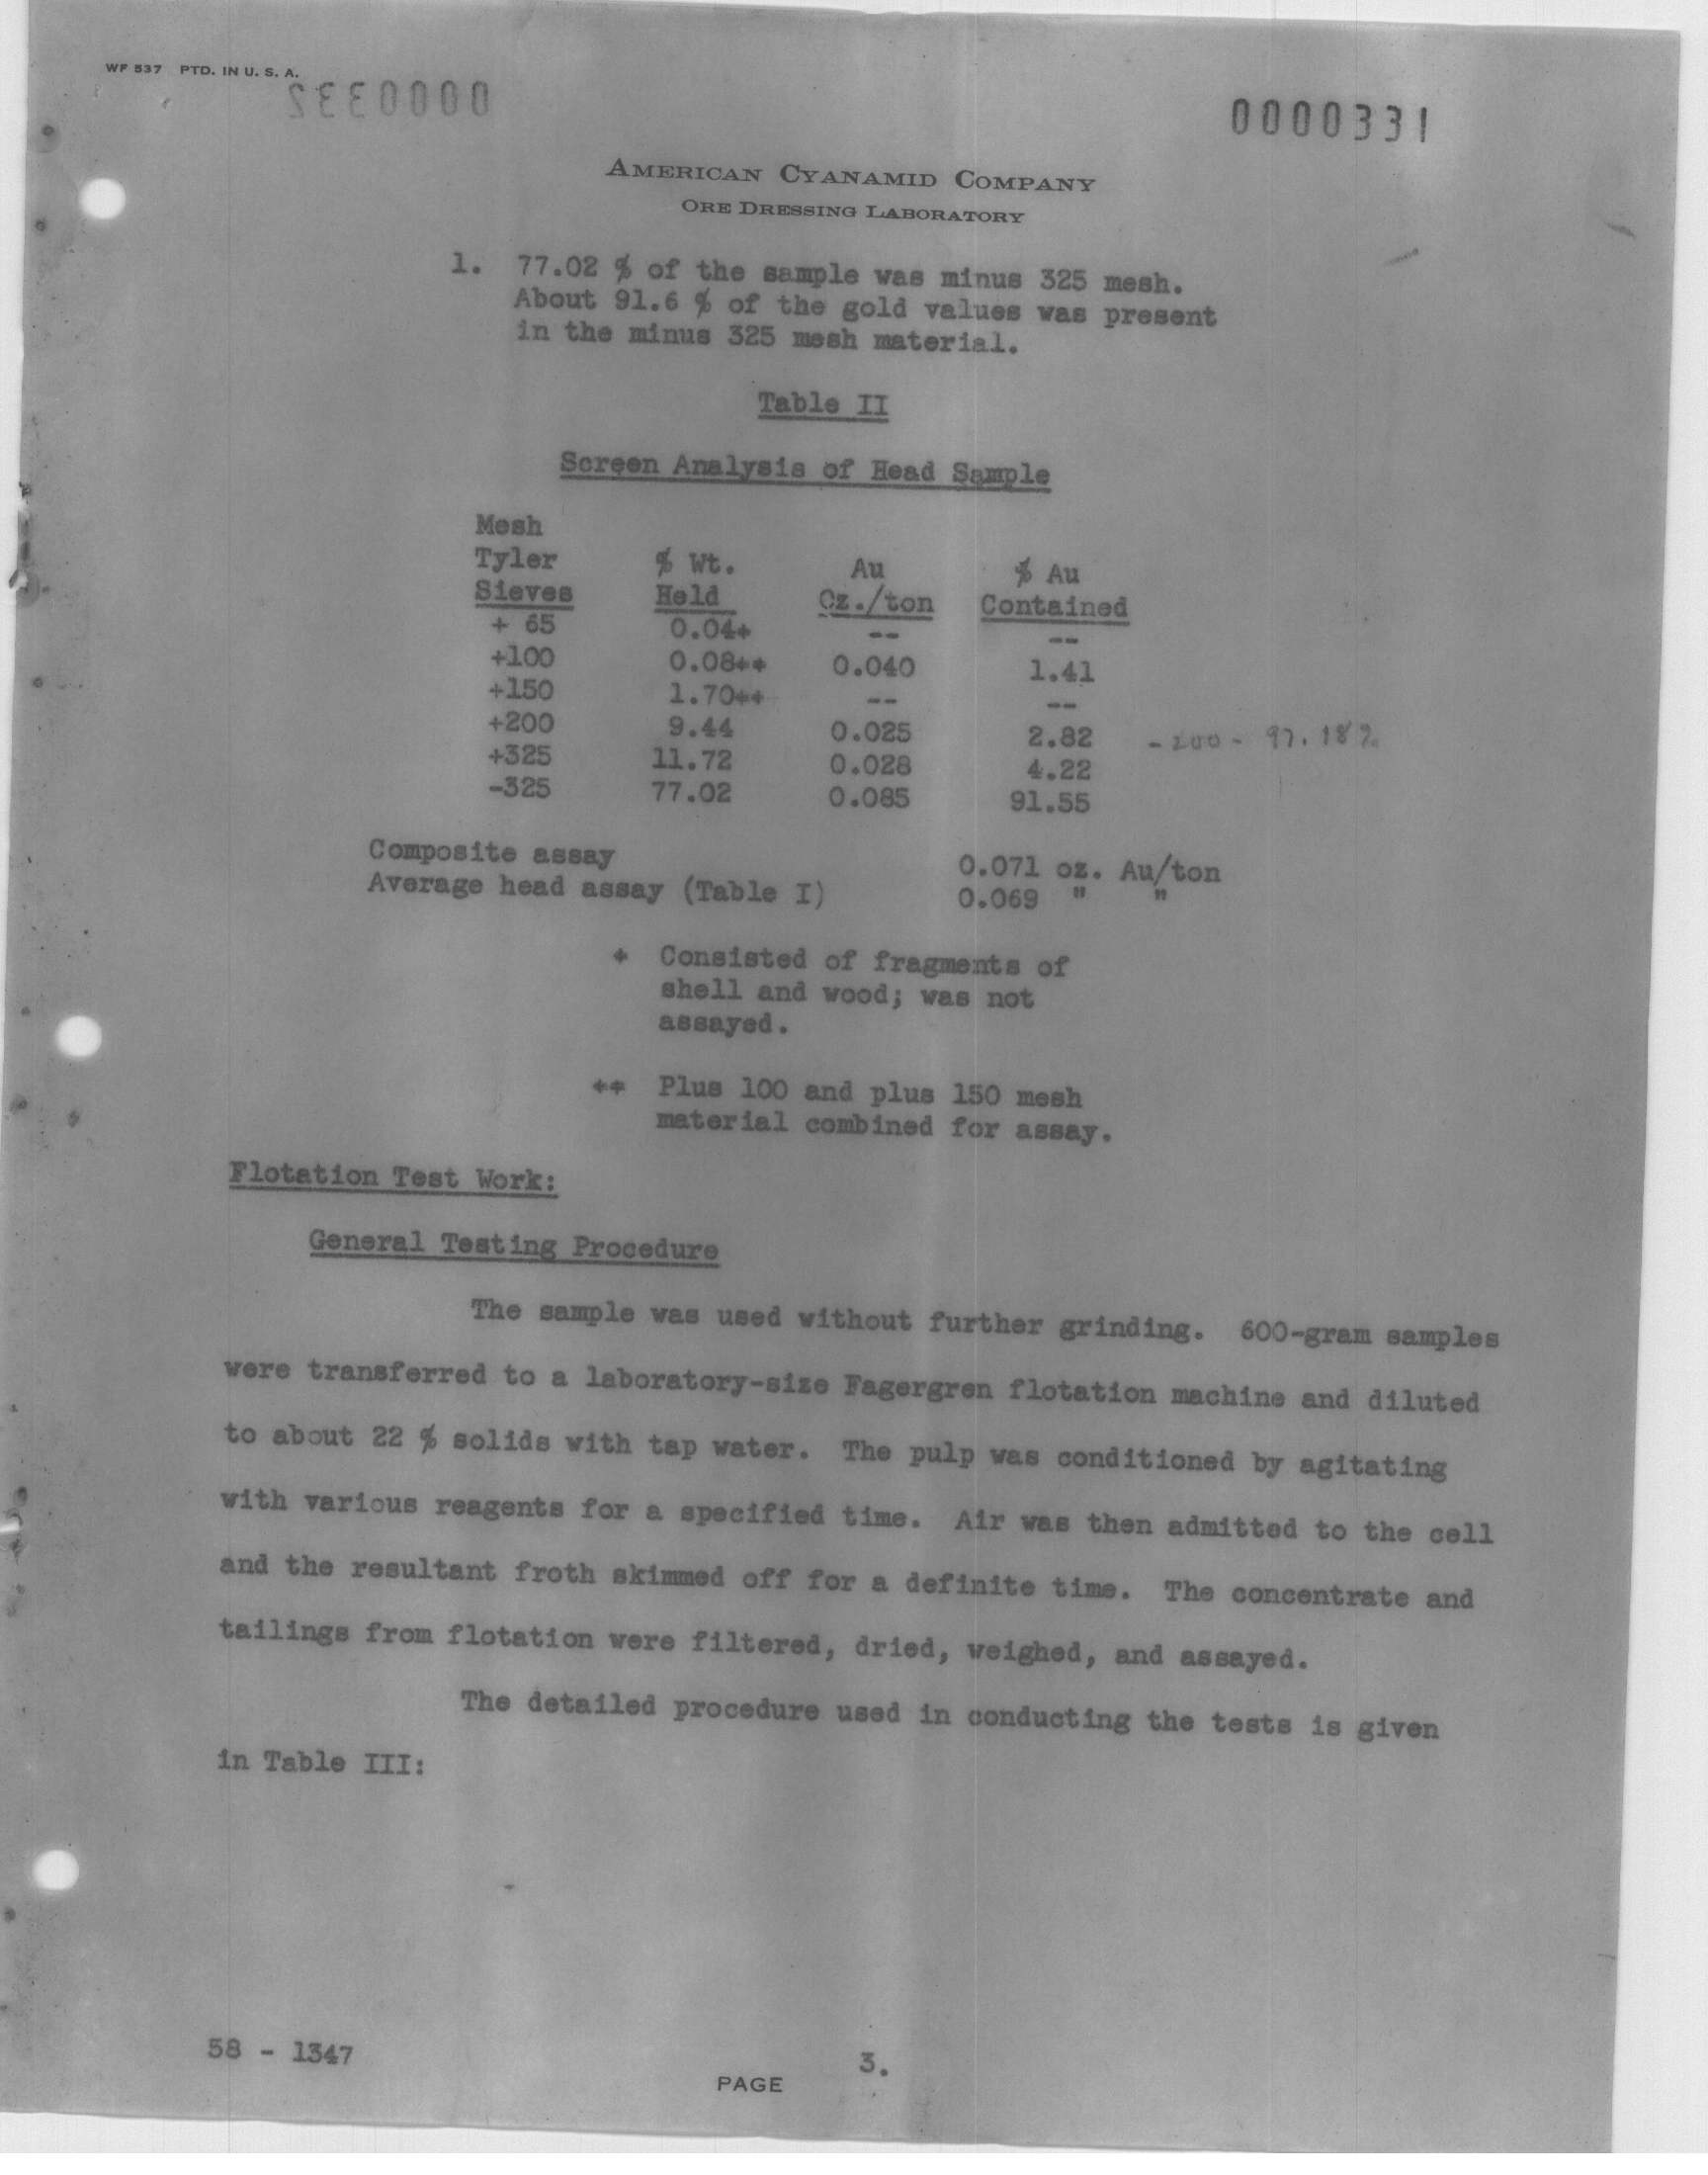 WF 537 PTD. IN U. S. A.
0000332
0000331
AMERICAN CYANAMID COMPANY
ORE DRESSING LABORATORY
1. 77.02 % of the sample was minus 325 mesh.
About 91.6 % of the gold values was present
in the minus 325 mesh material.
Table II
Screen Analysis of Head Sample
Mesh
Tyler % Wt. Au % Au
Sieves Held Oz./ton Contained
+ 65 0.04* -- --
+100 0.08** 0.040 1.41
+150 1.70** -- --
+200 9.44 0.025 2.82 - 200 - 97.18%
+325 11.72 0.028 4.22
-325 77.02 0.085 91.55
Composite assay 0.071 oz. Au/ton
Average head assay (Table I) 0.069 " "
* Consisted of fragments of
shell and wood; was not
assayed.
** Plus 100 and plus 150 mesh
material combined for assay.
Flotation Test Work:
General Testing Procedure
The sample was used without further grinding. 600-gram samples
were transferred to a laboratory-size Fagergren flotation machine and diluted
to about 22 % solids with tap water. The pulp was conditioned by agitating
with various reagents for a specified time. Air was then admitted to the cell
and the resultant froth skimmed off for a definite time. The concentrate and
tailings from flotation were filtered, dried, weighed, and assayed.
The detailed procedure used in conducting the tests is given
in Table III:
58 - 1347
3.
PAGE